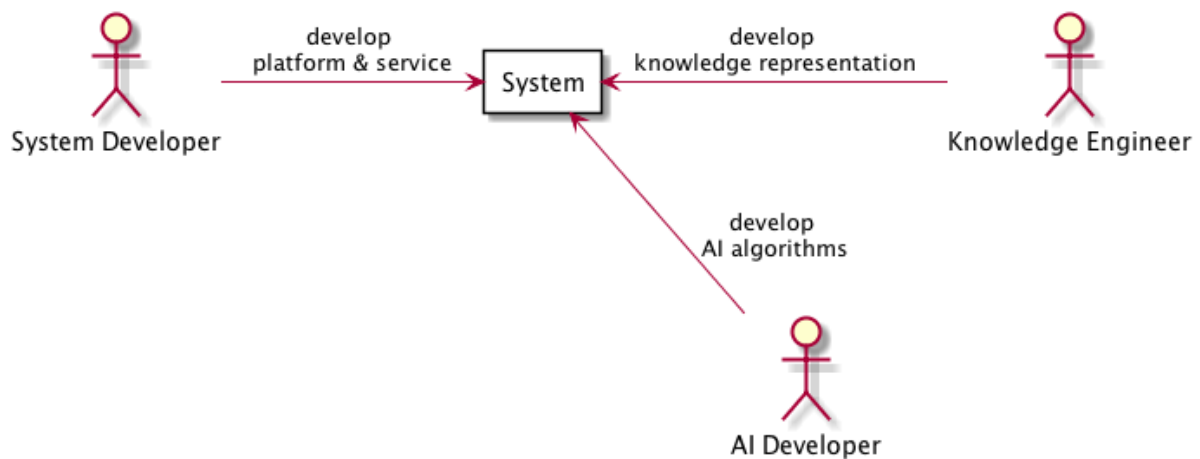 develop
platform & service
System
develop
knowledge representation
System Developer
Knowledge Engineer
develop
AI algorithms
AI Developer